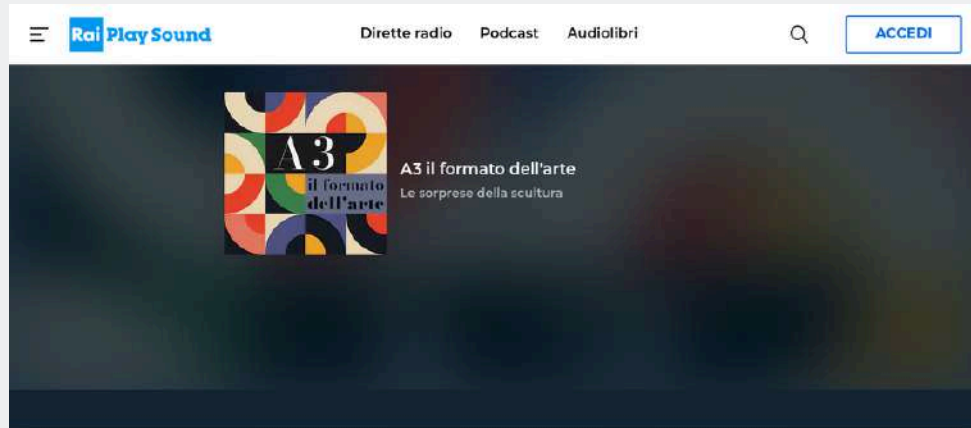 Rai Play Sound
Dirette radio Podcast Audiolibri
ACCEDI
A3
il formato
dell'arte
A3 il formato dell'arte
Le sorprese della scultura